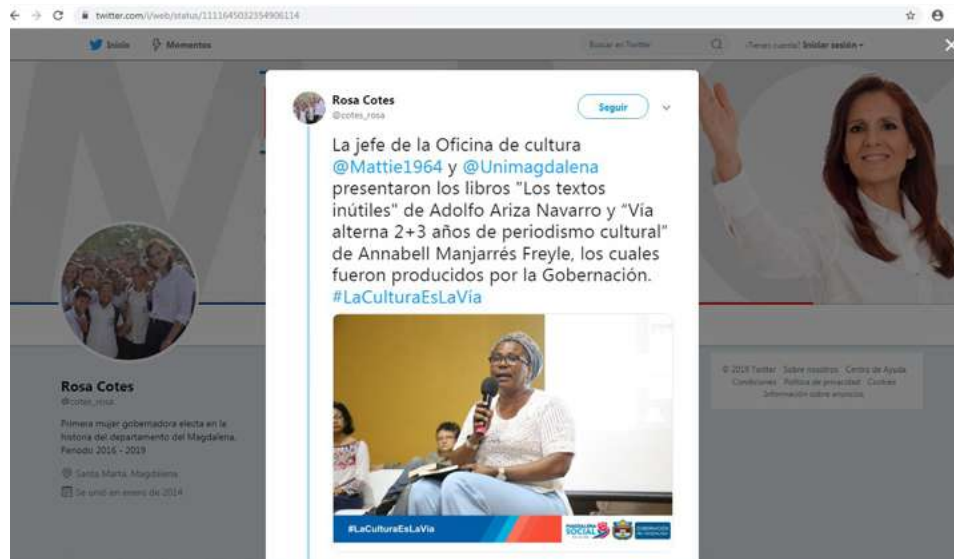 twitter.com/i/web/status/1111645032354906114
Inicio
Momentos
Buscar en Twitter
¿Tienes cuenta? Iniciar sesión
Rosa Cotes
@cotes_rosa
Seguir
La jefe de la Oficina de cultura
@Mattie1964 y @Unimagdalena
presentaron los libros "Los textos
inútiles" de Adolfo Ariza Navarro y “Vía
alterna 2+3 años de periodismo cultural”
de Annabell Manjarrés Freyle, los cuales
fueron producidos por la Gobernación.
#LaCulturaEsLaVía
#LaCulturaEsLaVía
MAGDALENA
SOCIAL
Rosa Cotes
@cotes_rosa
Primera mujer gobernadora electa en la
historia del departamento del Magdalena.
Periodo 2016 - 2019
Santa Marta, Magdalena
Se unió en enero de 2014
© 2019 Twitter Sobre nosotros Centro de Ayuda
Condiciones Política de privacidad Cookies
Información sobre anuncios